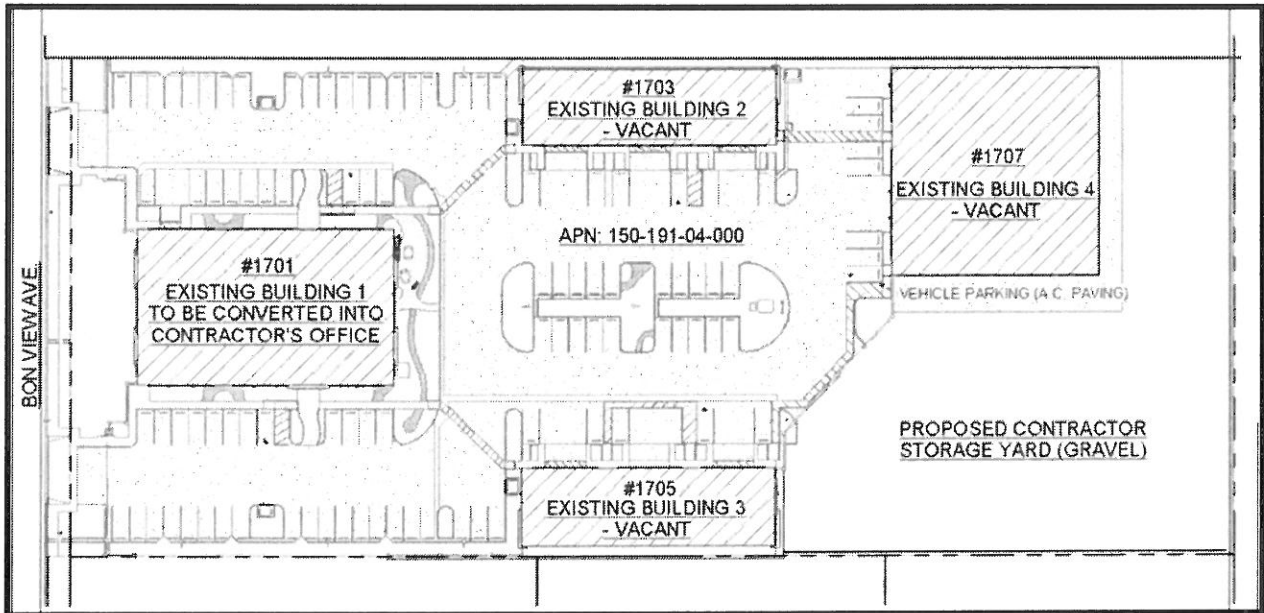 #1703
EXISTING BUILDING 2
- VACANT
#1707
EXISTING BUILDING 4
- VACANT
APN: 150-191-04-000
#1701
EXISTING BUILDING 1
TO BE CONVERTED INTO
CONTRACTOR'S OFFICE
VEHICLE PARKING (A.C. PAVING)
BON VIEW AVE.
PROPOSED CONTRACTOR
STORAGE YARD (GRAVEL)
#1705
EXISTING BUILDING 3
- VACANT